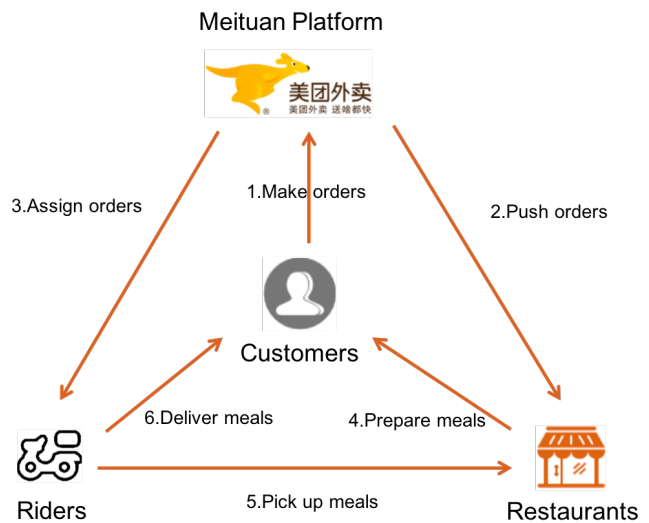 Meituan Platform
美团外卖
美团外卖 送啥都快
®
3.Assign orders
1.Make orders
2.Push orders
Customers
6.Deliver meals
4.Prepare meals
5.Pick up meals
Riders
Restaurants